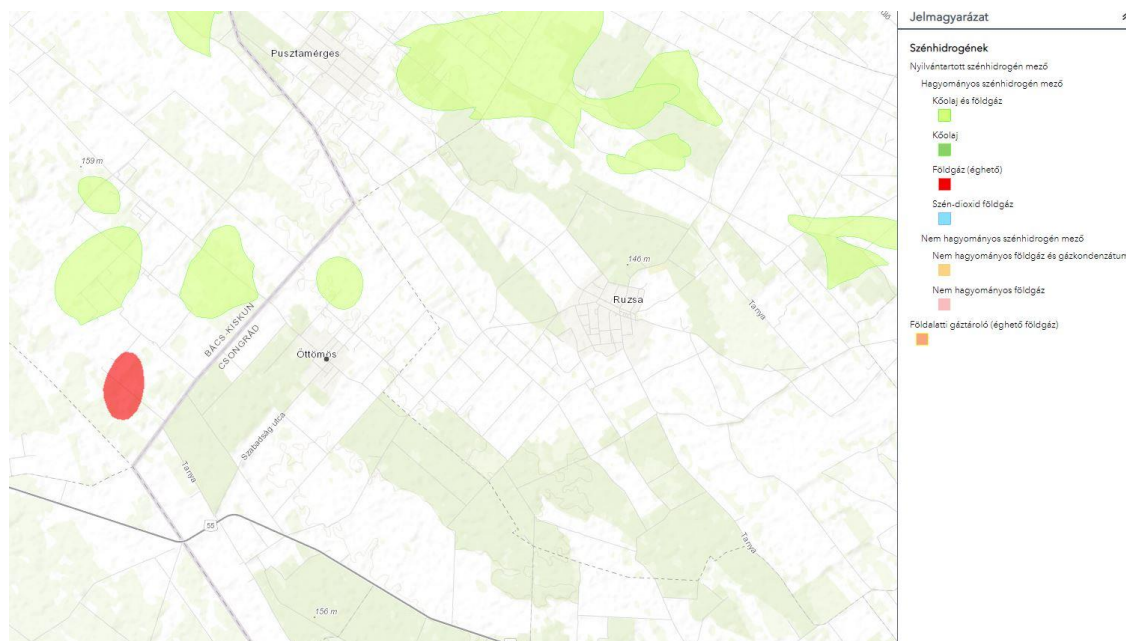 Pusztamérges
159 m
BÁCS-KISKUN
CSONGRÁD
Öttömös
Szabadság utca
Tanya
55
156 m
146 m
Ruzsa
Tanya
Tanya
Jelmagyarázat
Szénhidrogének
Nyilvántartott szénhidrogén mező
Hagyományos szénhidrogén mező
Kőolaj és földgáz
Kőolaj
Földgáz (éghető)
Szén-dioxid földgáz
Nem hagyományos szénhidrogén mező
Nem hagyományos földgáz és gázkondenzátum
Nem hagyományos földgáz
Földalatti gáztároló (éghető földgáz)